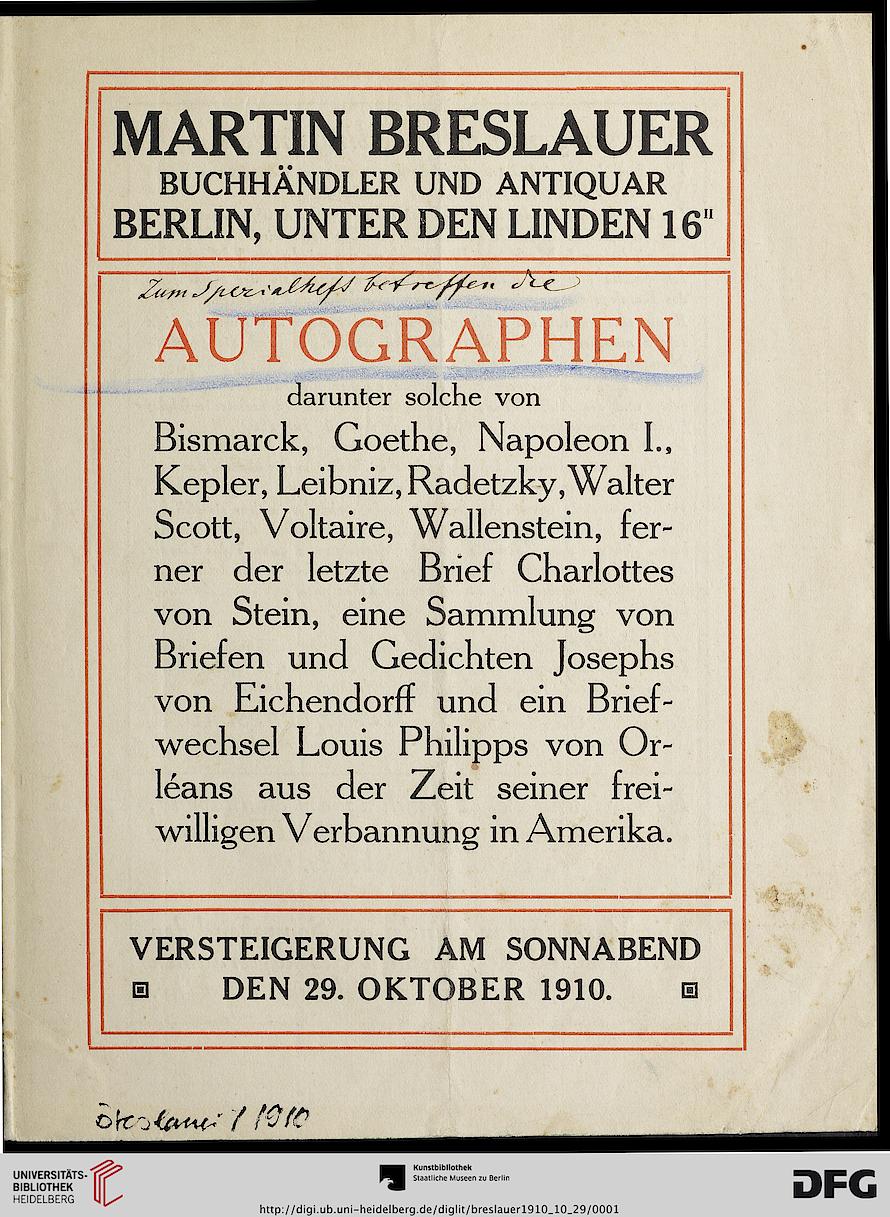 MARTIN BRESLAUER
BUCHHÄNDLER UND ANTIQUAR
BERLIN, UNTER DEN LINDEN 16II
Zum Spezialheft betreffen die
AUTOGRAPHEN
darunter solche von
Bismarck, Goethe, Napoleon I.,
Kepler, Leibniz, Radetzky, Walter
Scott, Voltaire, Wallenstein, fer-
ner der letzte Brief Charlottes
von Stein, eine Sammlung von
Briefen und Gedichten Josephs
von Eichendorff und ein Brief-
wechsel Louis Philipps von Or-
léans aus der Zeit seiner frei-
willigen Verbannung in Amerika.
VERSTEIGERUNG AM SONNABEND
DEN 29. OKTOBER 1910.
1910
UNIVERSITÄTS-
BIBLIOTHEK
HEIDELBERG
Kunstbibliothek
Staatliche Museen zu Berlin
DFG
http://digi.ub.uni-heidelberg.de/diglit/breslauer1910_10_29/0001